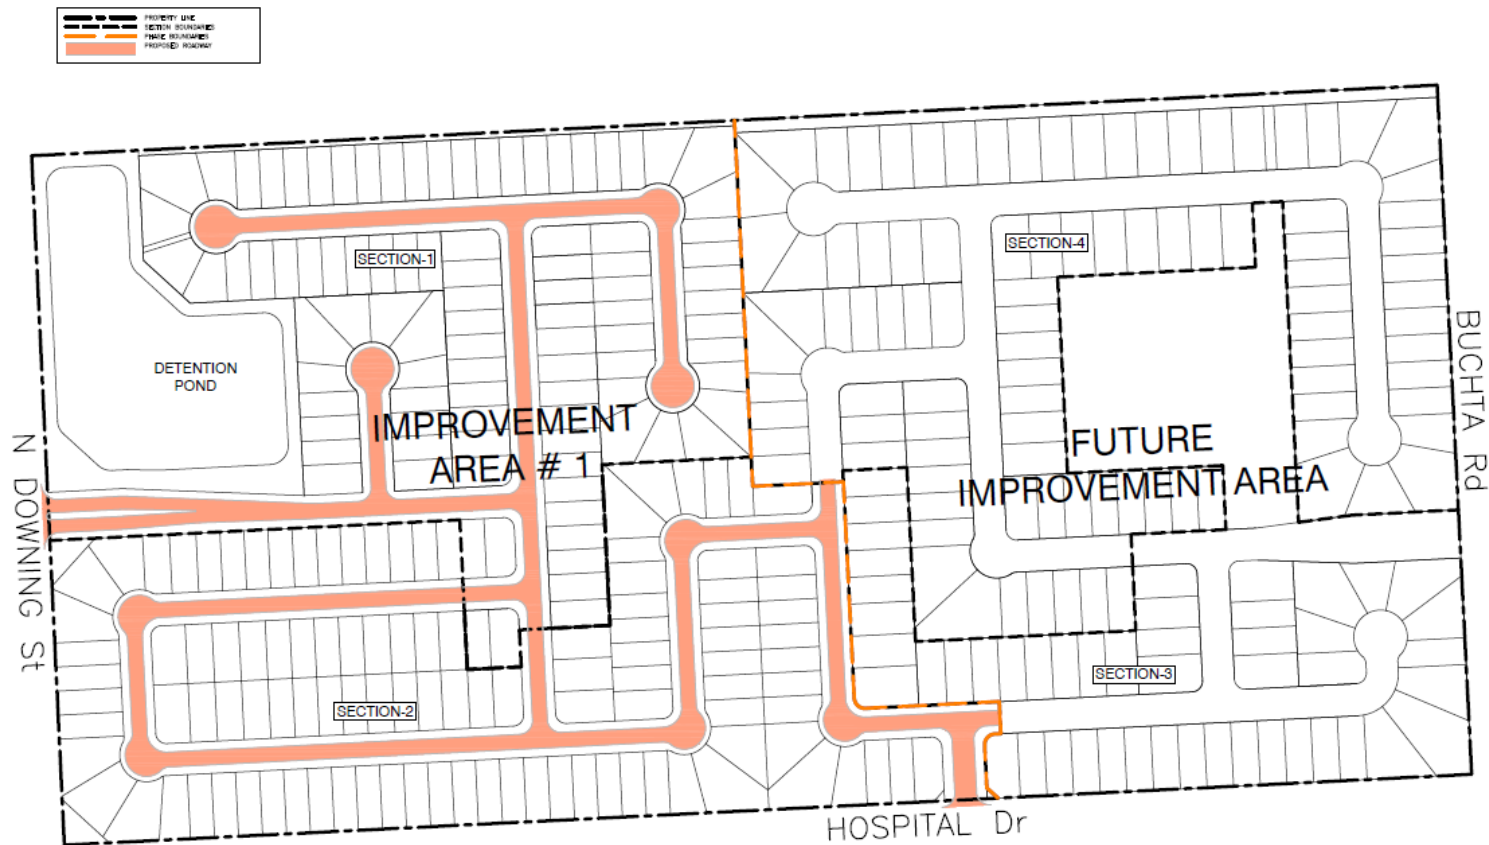 PROPERTY LINE
SECTION BOUNDARIES
PHASE BOUNDARIES
PROPOSED ROADWAY
SECTION-1
SECTION-4
DETENTION
POND
IMPROVEMENT
AREA # 1
FUTURE
IMPROVEMENT AREA
BUCHTA Rd
N DOWNING St
SECTION-2
SECTION-3
HOSPITAL Dr